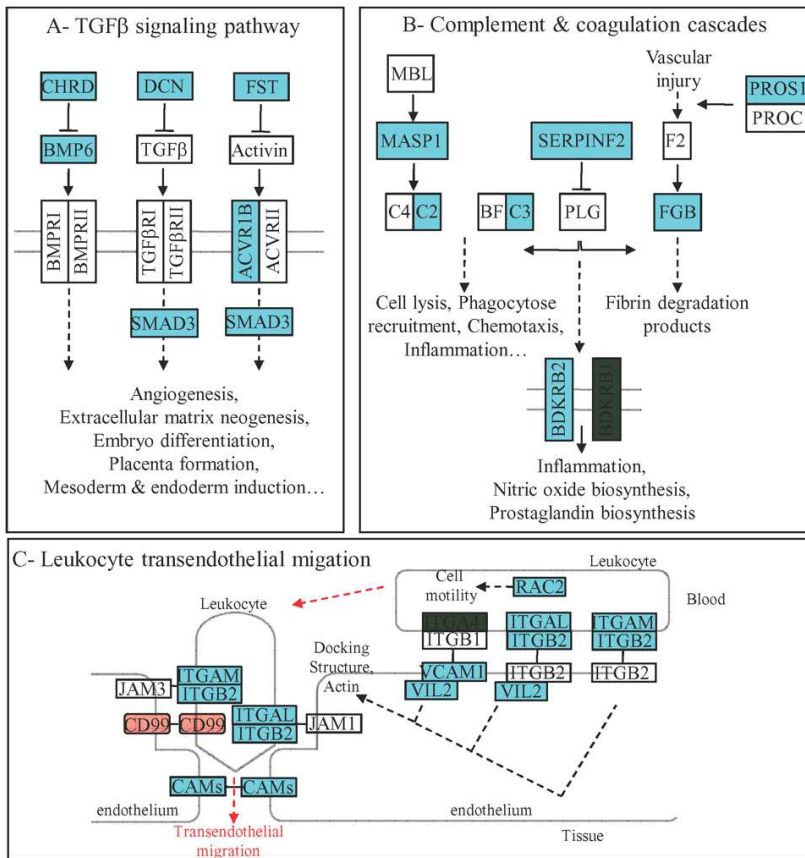 A- TGFβ signaling pathway
CHRD
DCN
FST
BMP6
TGFβ
Activin
BMPRI
BMPRII
TGFβRI
TGFβRII
ACVR1B
ACVRII
SMAD3
SMAD3
Angiogenesis,
Extracellular matrix neogenesis,
Embryo differentiation,
Placenta formation,
Mesoderm & endoderm induction…
B- Complement & coagulation cascades
MBL
Vascular
injury
PROS1
PROC
MASP1
SERPINF2
F2
C4
C2
BF
C3
PLG
FGB
Cell lysis, Phagocytose
recruitment, Chemotaxis,
Inflammation…
Fibrin degradation
products
BDKRB2
BDKRB1
Inflammation,
Nitric oxide biosynthesis,
Prostaglandin biosynthesis
C- Leukocyte transendothelial migation
Leukocyte
Cell
motility
RAC2
Blood
Leukocyte
ITGA4
ITGB1
ITGAL
ITGB2
ITGAM
ITGB2
Docking
Structure,
Actin
VCAM1
VIL2
ITGB2
VIL2
ITGB2
JAM3
ITGAM
ITGB2
CD99
CD99
ITGAL
ITGB2
JAM1
CAMs
CAMs
endothelium
endothelium
Transendothelial
migration
Tissue